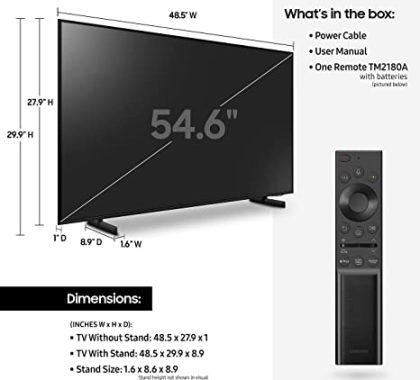 48.5" W
What's in the box:
• Power Cable
• User Manual
• One Remote TM2180A
with batteries
(pictured below)
27.9" H
54.6"
29.9" H
1" D
8.9" D
1.6" W
Dimensions:
(INCHES W x H x D):
• TV Without Stand: 48.5 x 27.9 x 1
• TV With Stand: 48.5 x 29.9 x 8.9
• Stand Size: 1.6 x 8.6 x 8.9
Stand height not shown in visual
SAMSUNG